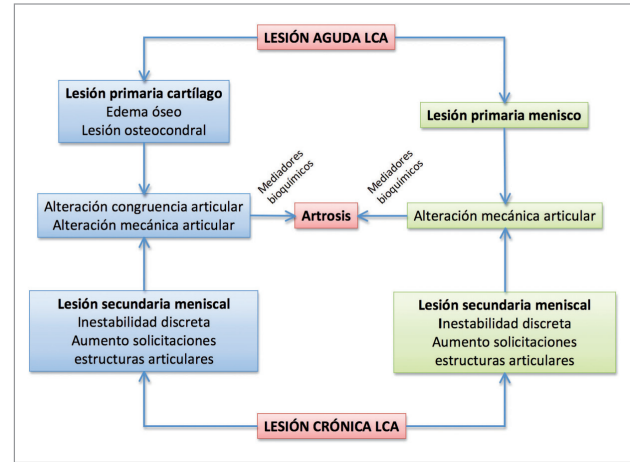 LESIÓN AGUDA LCA
Lesión primaria cartílago
Edema óseo
Lesión osteocondral
Lesión primaria menisco
Mediadores
bioquímicos
Mediadores
bioquímicos
Alteración congruencia articular
Alteración mecánica articular
Artrosis
Alteración mecánica articular
Lesión secundaria meniscal
Inestabilidad discreta
Aumento solicitaciones
estructuras articulares
Lesión secundaria meniscal
Inestabilidad discreta
Aumento solicitaciones
estructuras articulares
LESIÓN CRÓNICA LCA